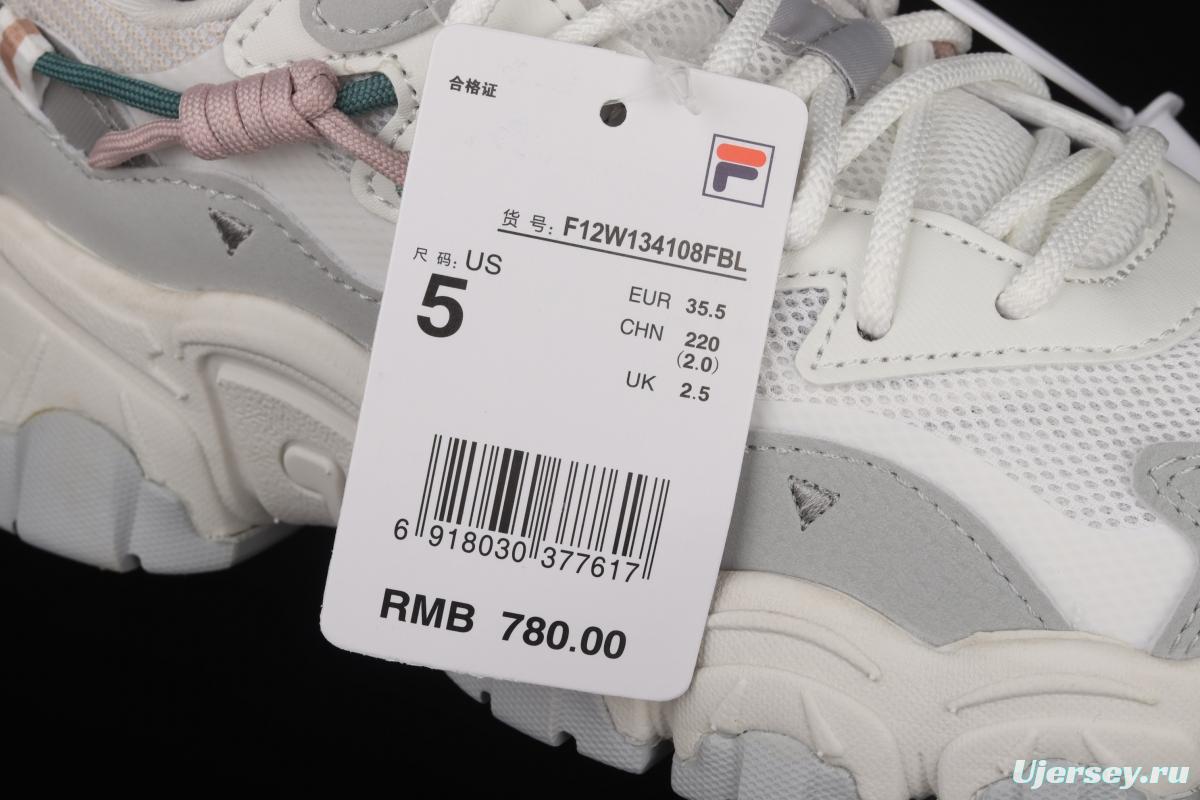 合格证
F
货 号: F12W134108FBL
尺 码: US
5
EUR 35.5
CHN 220
(2.0)
UK 2.5
6 918030 377617
RMB 780.00
Ujersey.ru